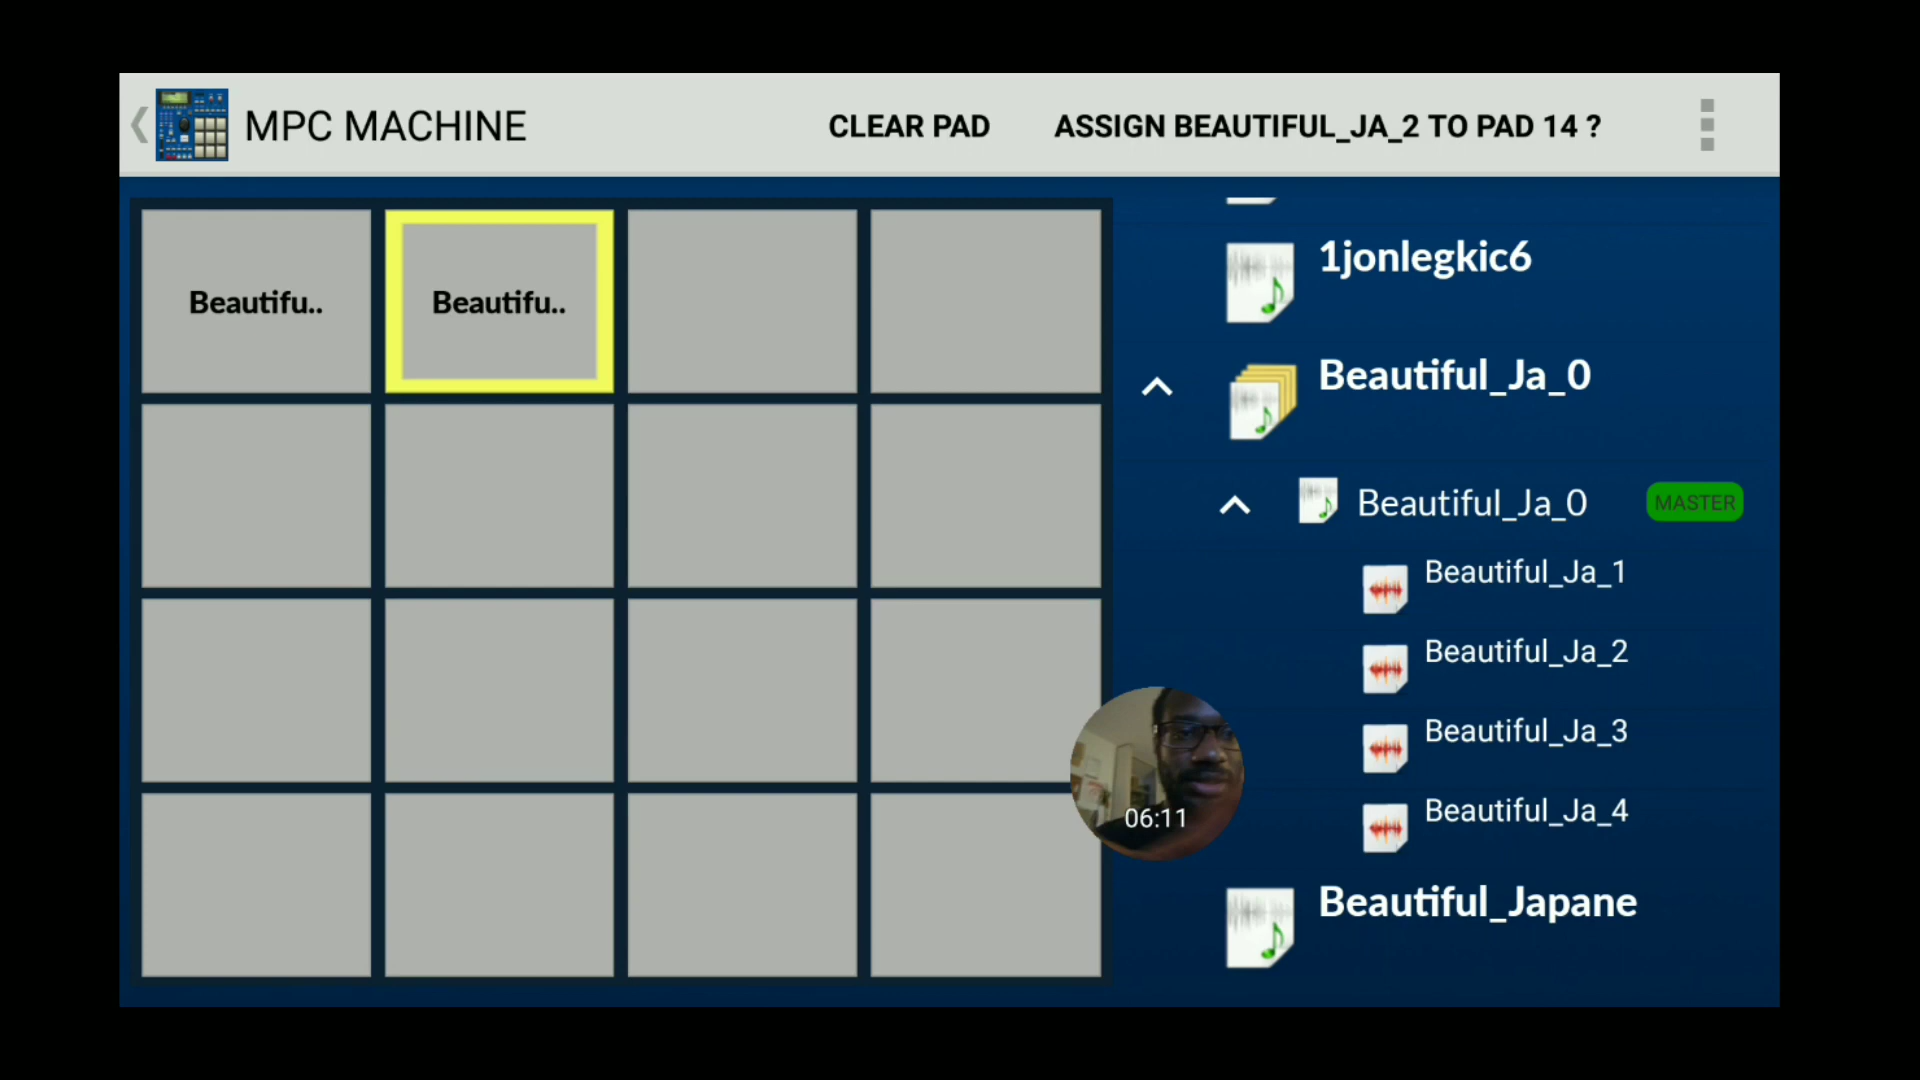 MPC MACHINE
CLEAR PAD
ASSIGN BEAUTIFUL_JA_2 TO PAD 14 ?
Beautifu..
Beautifu..
1jonlegkic6
Beautiful_Ja_0
Beautiful_Ja_0
MASTER
Beautiful_Ja_1
Beautiful_Ja_2
Beautiful_Ja_3
Beautiful_Ja_4
Beautiful_Japane
06:11